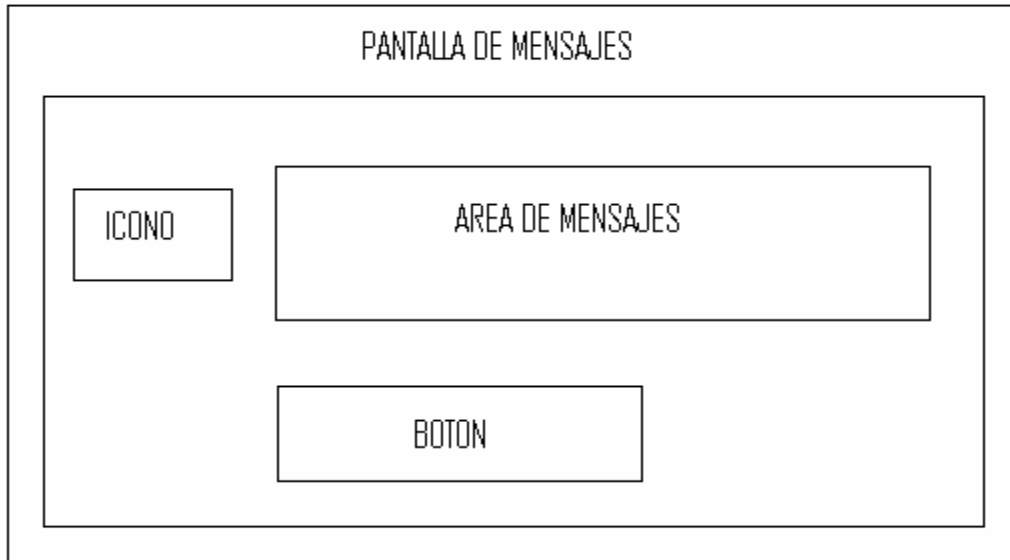 PANTALLA DE MENSAJES
ICONO
AREA DE MENSAJES
BOTON